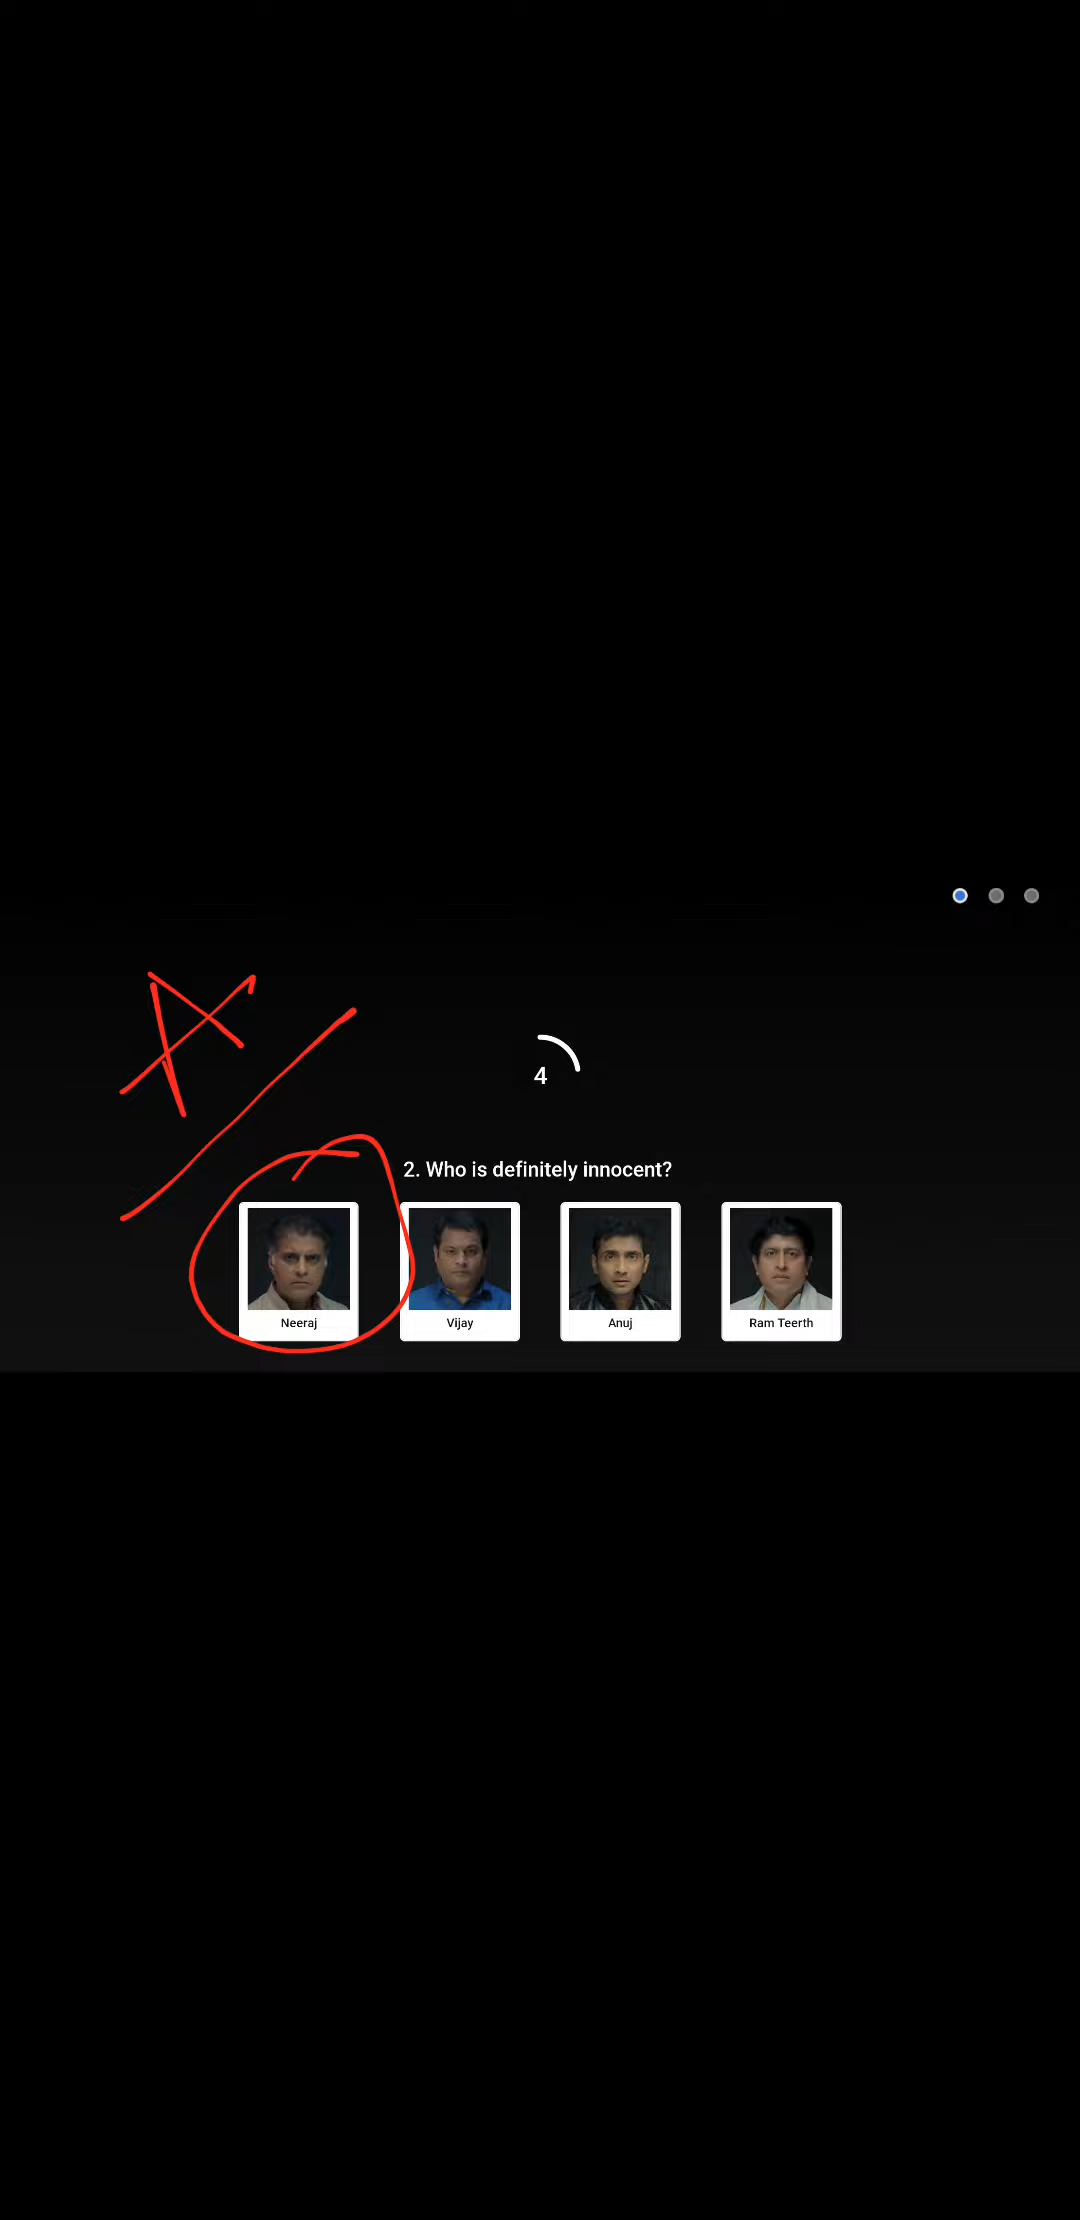 A
4
2. Who is definitely innocent?
Neeraj
Vijay
Anuj
Ram Teerth